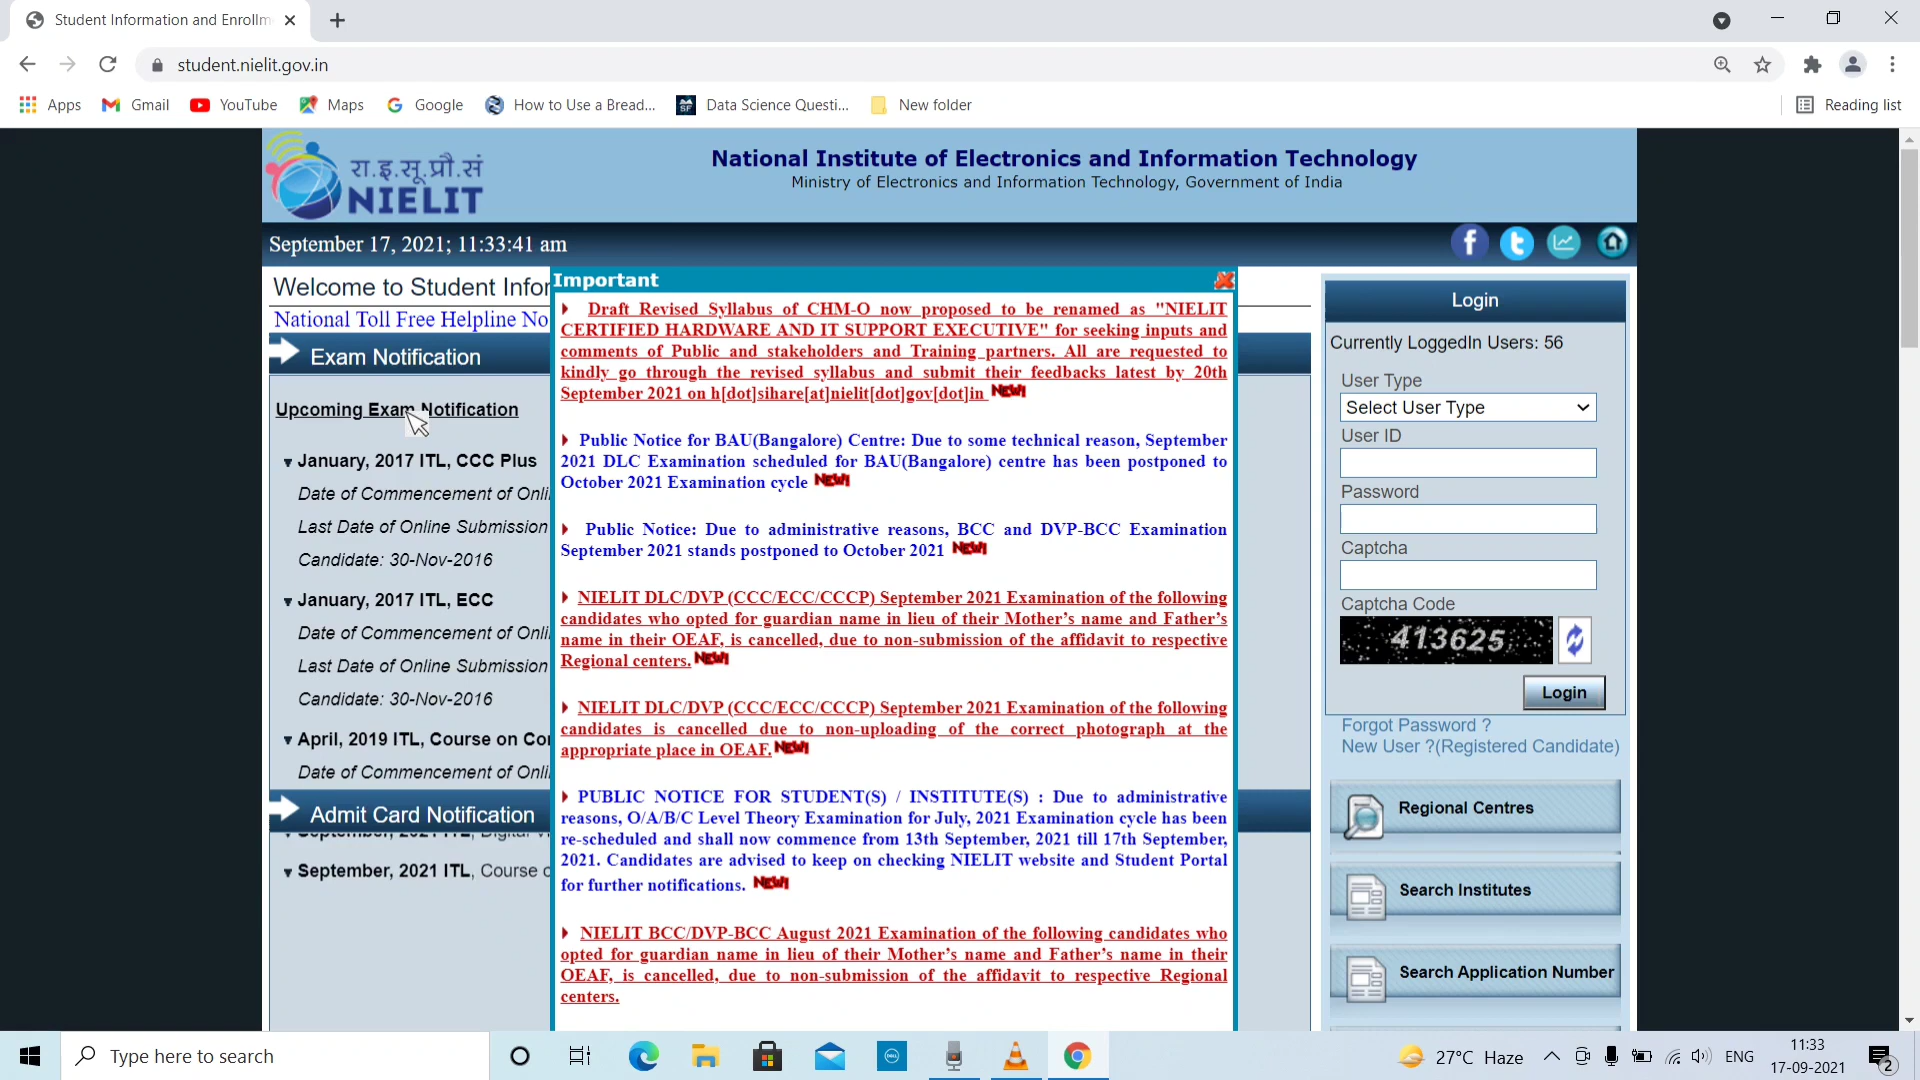 Student Information and Enrollm
student.nielit.gov.in
Apps
Gmail
YouTube
Maps
Google
How to Use a Bread...
Data Science Questi...
New folder
Reading list
रा.इ.सू.प्रौ.सं
NIELIT
National Institute of Electronics and Information Technology
Ministry of Electronics and Information Technology, Government of India
September 17, 2021; 11:33:41 am
Welcome to Student Infor
National Toll Free Helpline No
Exam Notification
Upcoming Exam Notification
January, 2017 ITL, CCC Plus
Date of Commencement of Onli
Last Date of Online Submission
Candidate: 30-Nov-2016
January, 2017 ITL, ECC
Date of Commencement of Onli
Last Date of Online Submission
Candidate: 30-Nov-2016
April, 2019 ITL, Course on Co
Date of Commencement of Onli
Admit Card Notification
September, 2021 ITL, Course
Important
Draft Revised Syllabus of CHM-O now proposed to be renamed as "NIELIT
CERTIFIED HARDWARE AND IT SUPPORT EXECUTIVE" for seeking inputs and
comments of Public and stakeholders and Training partners. All are requested to
kindly go through the revised syllabus and submit their feedbacks latest by 20th
September 2021 on h[dot]sihare[at]nielit[dot]gov[dot]in NEW!
Public Notice for BAU(Bangalore) Centre: Due to some technical reason, September
2021 DLC Examination scheduled for BAU(Bangalore) centre has been postponed to
October 2021 Examination cycle NEW!
Public Notice: Due to administrative reasons, BCC and DVP-BCC Examination
September 2021 stands postponed to October 2021 NEW!
NIELIT DLC/DVP (CCC/ECC/CCCP) September 2021 Examination of the following
candidates who opted for guardian name in lieu of their Mother’s name and Father’s
name in their OEAF, is cancelled, due to non-submission of the affidavit to respective
Regional centers. NEW!
NIELIT DLC/DVP (CCC/ECC/CCCP) September 2021 Examination of the following
candidates is cancelled due to non-uploading of the correct photograph at the
appropriate place in OEAF. NEW!
PUBLIC NOTICE FOR STUDENT(S) / INSTITUTE(S) : Due to administrative
reasons, O/A/B/C Level Theory Examination for July, 2021 Examination cycle has been
re-scheduled and shall now commence from 13th September, 2021 till 17th September,
2021. Candidates are advised to keep on checking NIELIT website and Student Portal
for further notifications. NEW!
NIELIT BCC/DVP-BCC August 2021 Examination of the following candidates who
opted for guardian name in lieu of their Mother’s name and Father’s name in their
OEAF, is cancelled, due to non-submission of the affidavit to respective Regional
centers.
Login
Currently LoggedIn Users: 56
User Type
Select User Type
User ID
Password
Captcha
Captcha Code
413625
Login
Forgot Password ?
New User ?(Registered Candidate)
Regional Centres
Search Institutes
Search Application Number
Type here to search
27°C Haze
ENG
11:33
17-09-2021
2